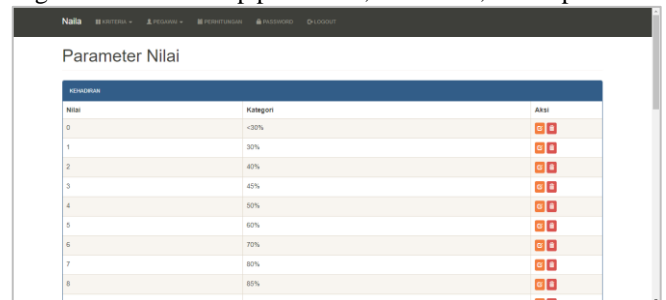 Naila KRITERIA PEGAWAI PERHITUNGAN PASSWORD LOGOUT
Parameter Nilai
KEHADIRAN
Nilai Kategori Aksi
0 <30%
1 30%
2 40%
3 45%
4 50%
5 60%
6 70%
7 80%
8 85%